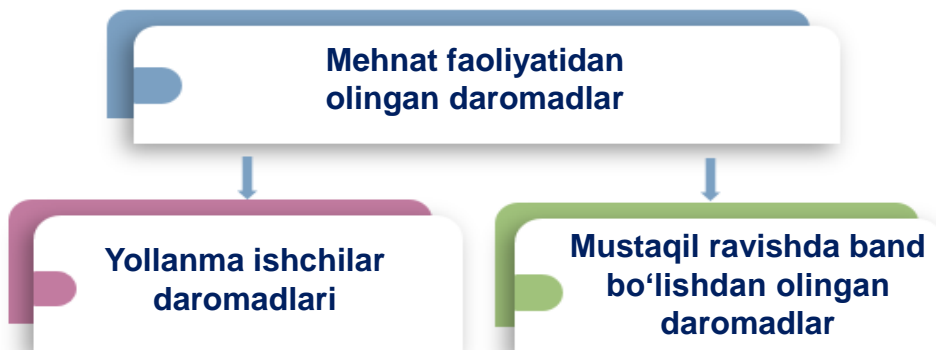 Mehnat faoliyatidan
olingan daromadlar
Yollanma ishchilar
daromadlari
Mustaqil ravishda band
bo‘lishdan olingan
daromadlar